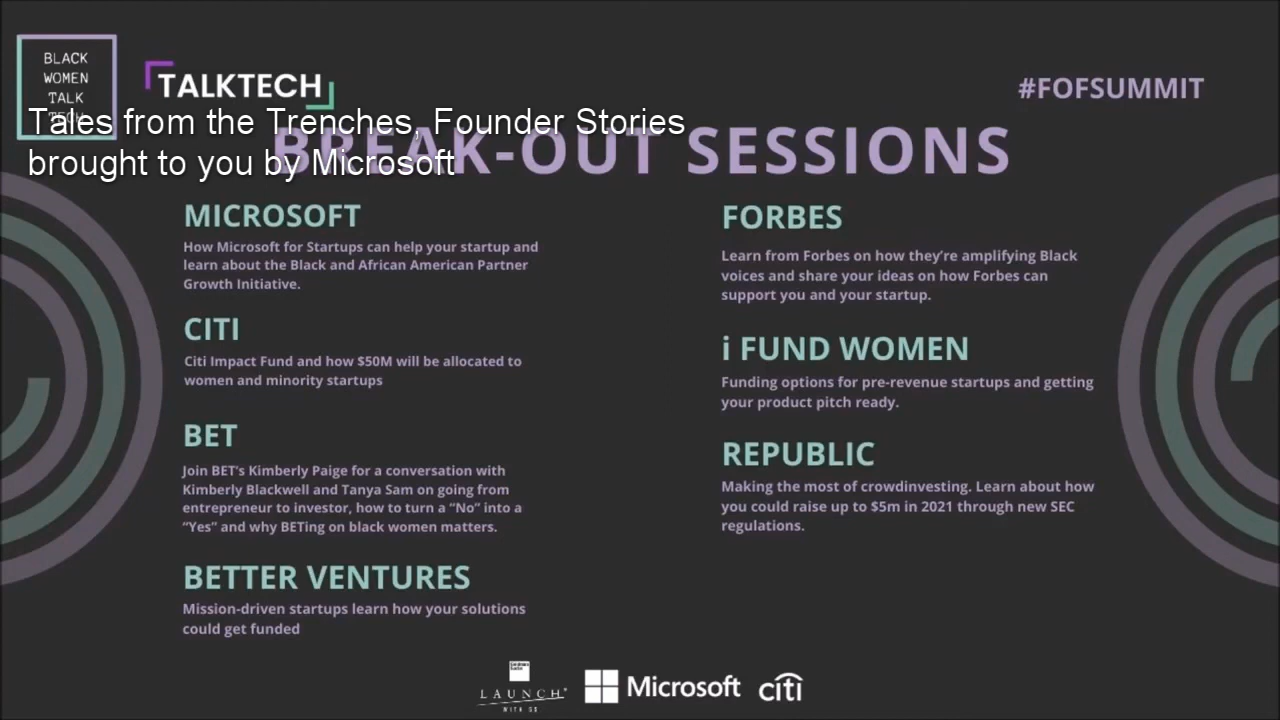 BLACK
WOMEN
TALK
TECH
TALKTECH
#FOFSUMMIT
Tales from the Trenches, Founder Stories
brought to you by Microsoft
BREAK-OUT SESSIONS
MICROSOFT
How Microsoft for Startups can help your startup and
learn about the Black and African American Partner
Growth Initiative.
CITI
Citi Impact Fund and how $50M will be allocated to
women and minority startups
BET
Join BET’s Kimberly Paige for a conversation with
Kimberly Blackwell and Tanya Sam on going from
entrepreneur to investor, how to turn a “No” into a
“Yes” and why BETing on black women matters.
BETTER VENTURES
Mission-driven startups learn how your solutions
could get funded
FORBES
Learn from Forbes on how they’re amplifying Black
voices and share your ideas on how Forbes can
support you and your startup.
i FUND WOMEN
Funding options for pre-revenue startups and getting
your product pitch ready.
REPUBLIC
Making the most of crowdinvesting. Learn about how
you could raise up to $5m in 2021 through new SEC
regulations.
Goldman
Sachs
LAUNCH
WITH GS
Microsoft
citi